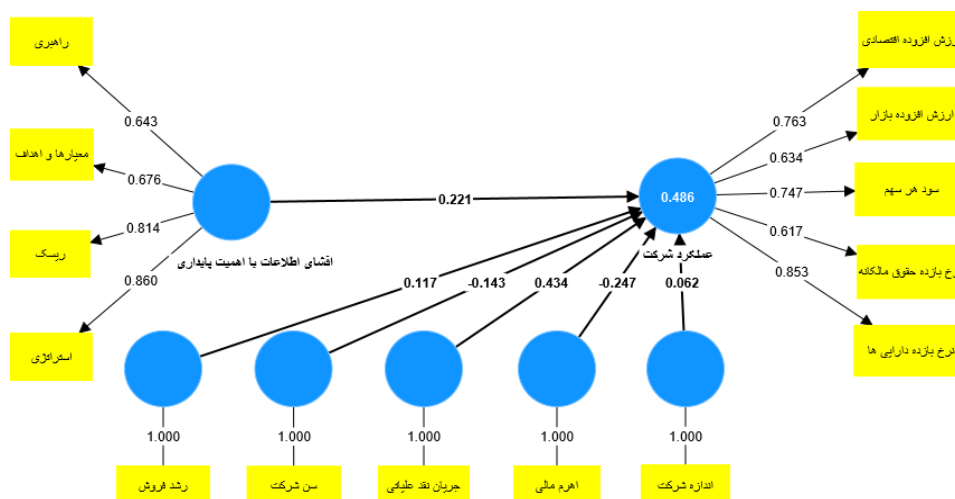 راهبری
معیارها و اهداف
ریسک
استراتژی
0.643
0.676
0.814
0.860
افشای اطلاعات با اهمیت پایداری
0.221
0.486
عملکرد شرکت
0.763
0.634
0.747
0.617
0.853
ارزش افزوده اقتصادی
ارزش افزوده بازار
سود هر سهم
نرخ بازده حقوق مالکانه
نرخ بازده دارایی ها
0.117
-0.143
0.434
-0.247
0.062
1.000
1.000
1.000
1.000
1.000
رشد فروش
سن شرکت
جریان نقد علیاتی
اهرم مالی
اندازه شرکت